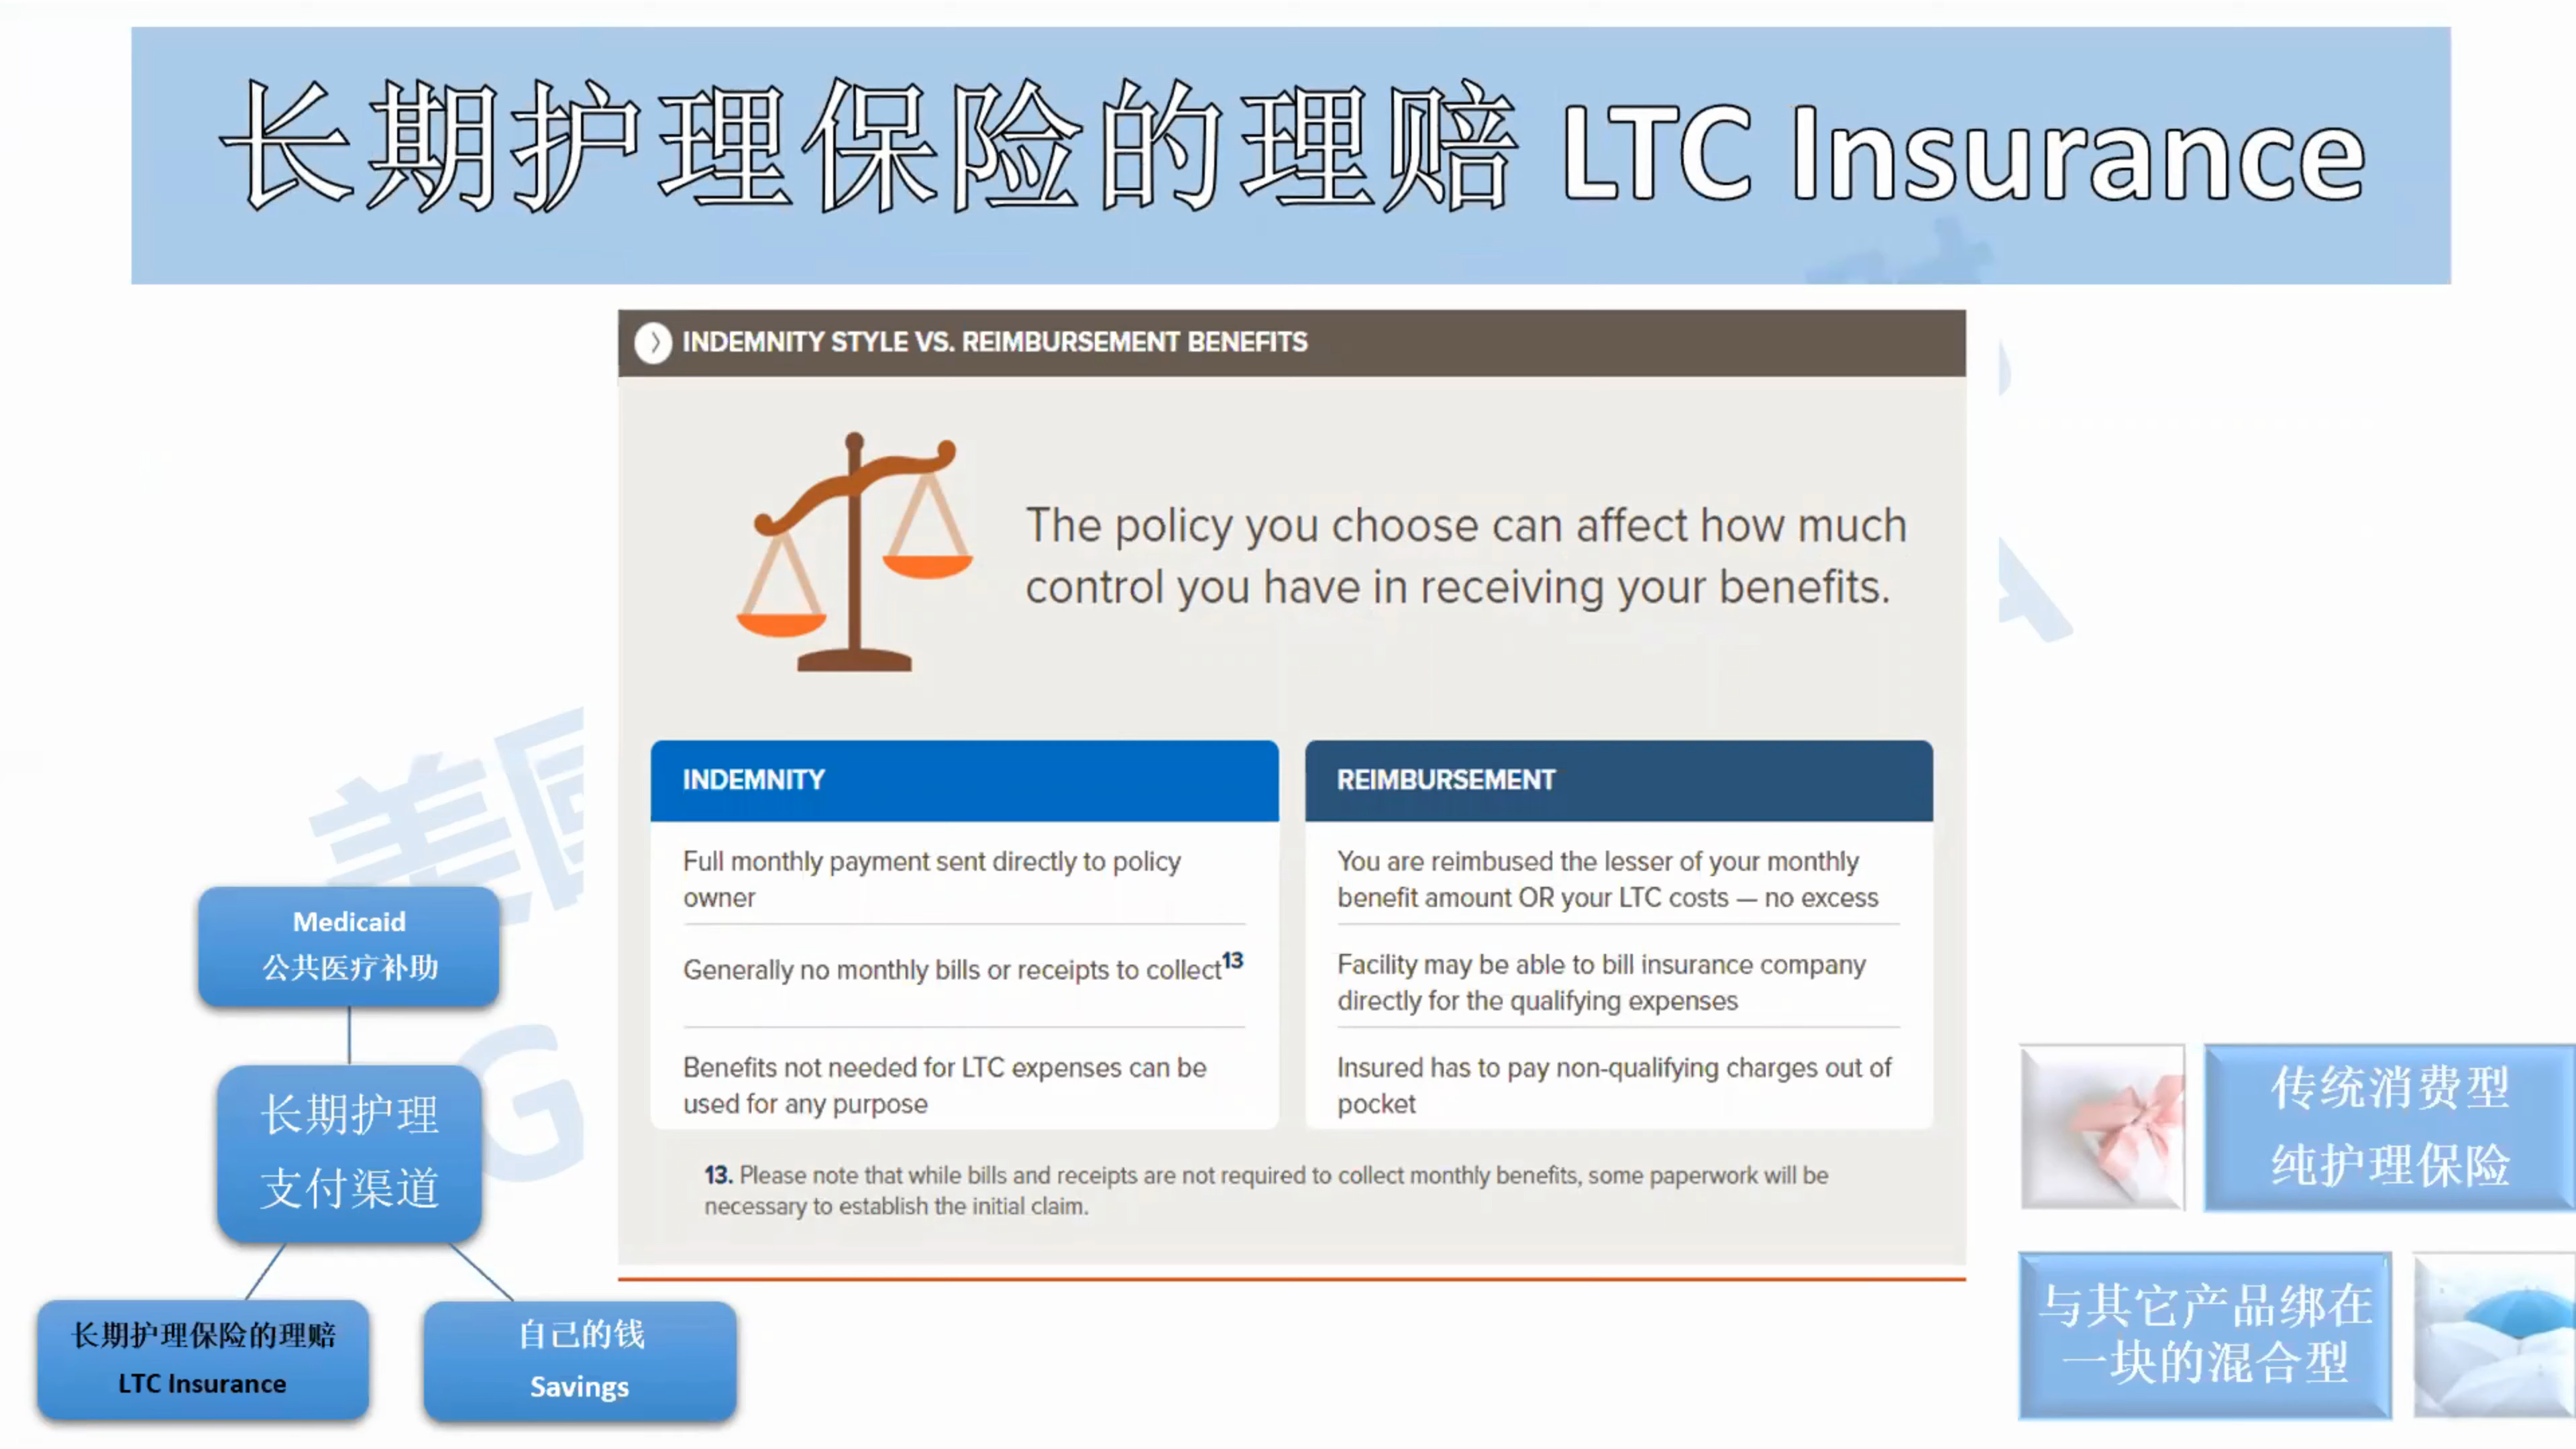 长期护理保险的理赔 LTC Insurance
INDEMNITY STYLE VS. REIMBURSEMENT BENEFITS
The policy you choose can affect how much
control you have in receiving your benefits.
INDEMNITY
Full monthly payment sent directly to policy
owner
Generally no monthly bills or receipts to collect13
Benefits not needed for LTC expenses can be
used for any purpose
REIMBURSEMENT
You are reimbused the lesser of your monthly
benefit amount OR your LTC costs — no excess
Facility may be able to bill insurance company
directly for the qualifying expenses
Insured has to pay non-qualifying charges out of
pocket
13. Please note that while bills and receipts are not required to collect monthly benefits, some paperwork will be
necessary to establish the initial claim.
Medicaid
公共医疗补助
长期护理
支付渠道
长期护理保险的理赔
LTC Insurance
自己的钱
Savings
传统消费型
纯护理保险
与其它产品绑在
一块的混合型
美国
G